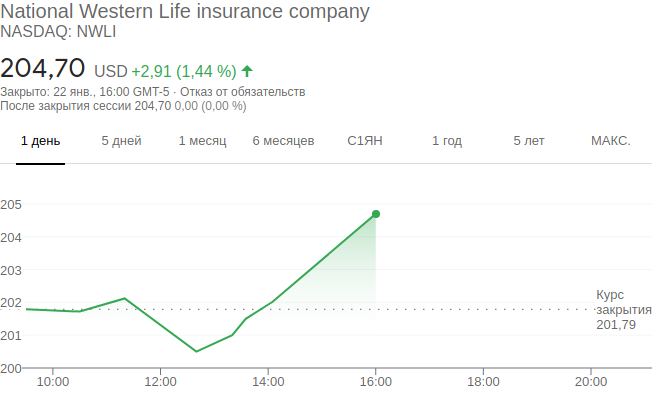 National Western Life insurance company
NASDAQ: NWLI
204,70 USD +2,91 (1,44 %)
Закрыто: 22 янв., 16:00 GMT-5 · Отказ от обязательств
После закрытия сессии 204,70 0,00 (0,00 %)
1 день 5 дней 1 месяц 6 месяцев С1ЯН 1 год 5 лет МАКС.
205
204
203
202
201
200
Курс
закрытия
201,79
10:00 12:00 14:00 16:00 18:00 20:00